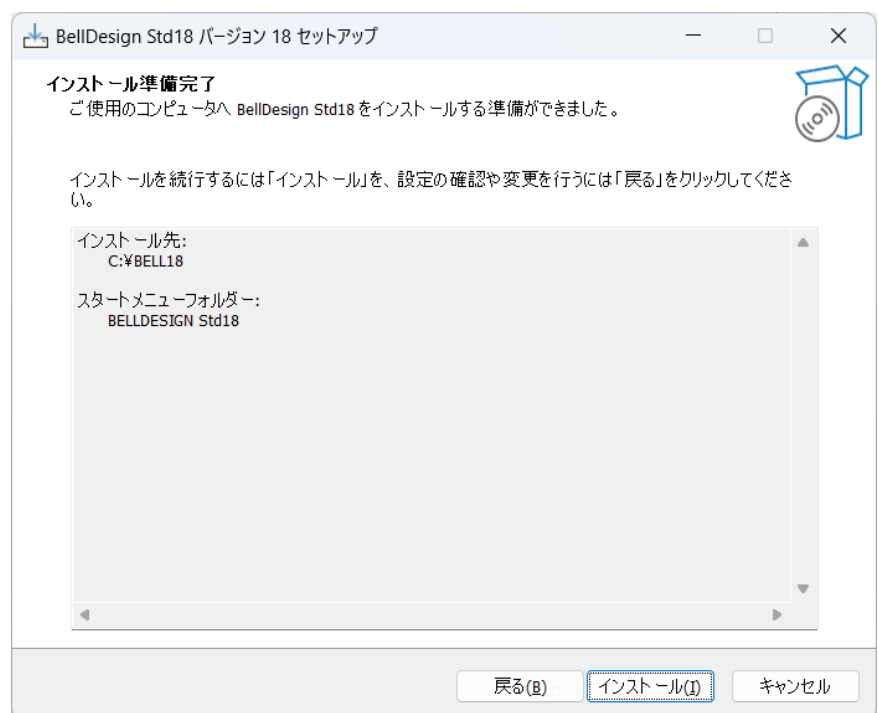 BellDesign Std18 バージョン 18 セットアップ
インストール準備完了
ご使用のコンピュータへ BellDesign Std18 をインストールする準備ができました。
インストールを続行するには「インストール」を、設定の確認や変更を行うには「戻る」をクリックしてくださ
い。
インストール先:
C:¥BELL18
スタートメニューフォルダー:
BELLDESIGN Std18
戻る(B) インストール(I) キャンセル